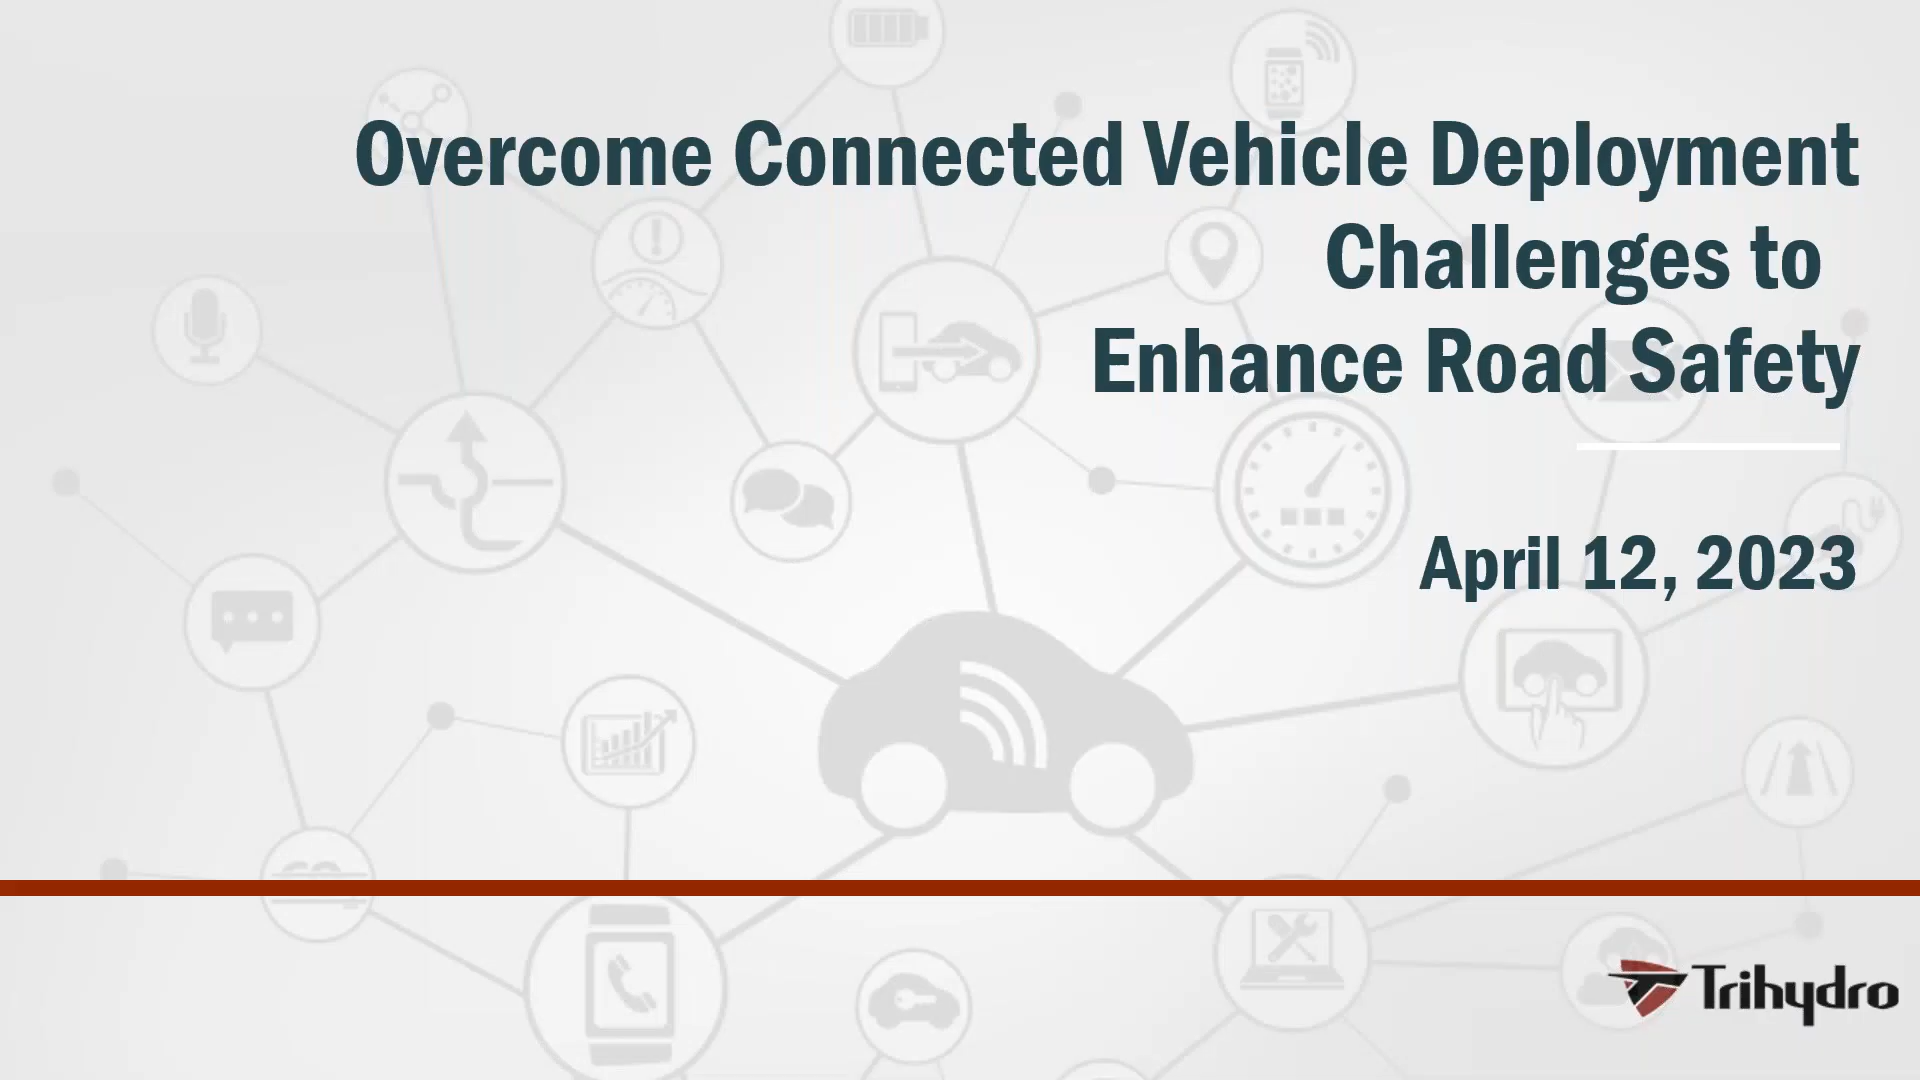 Overcome Connected Vehicle Deployment
Challenges to
Enhance Road Safety
April 12, 2023
Trihydro